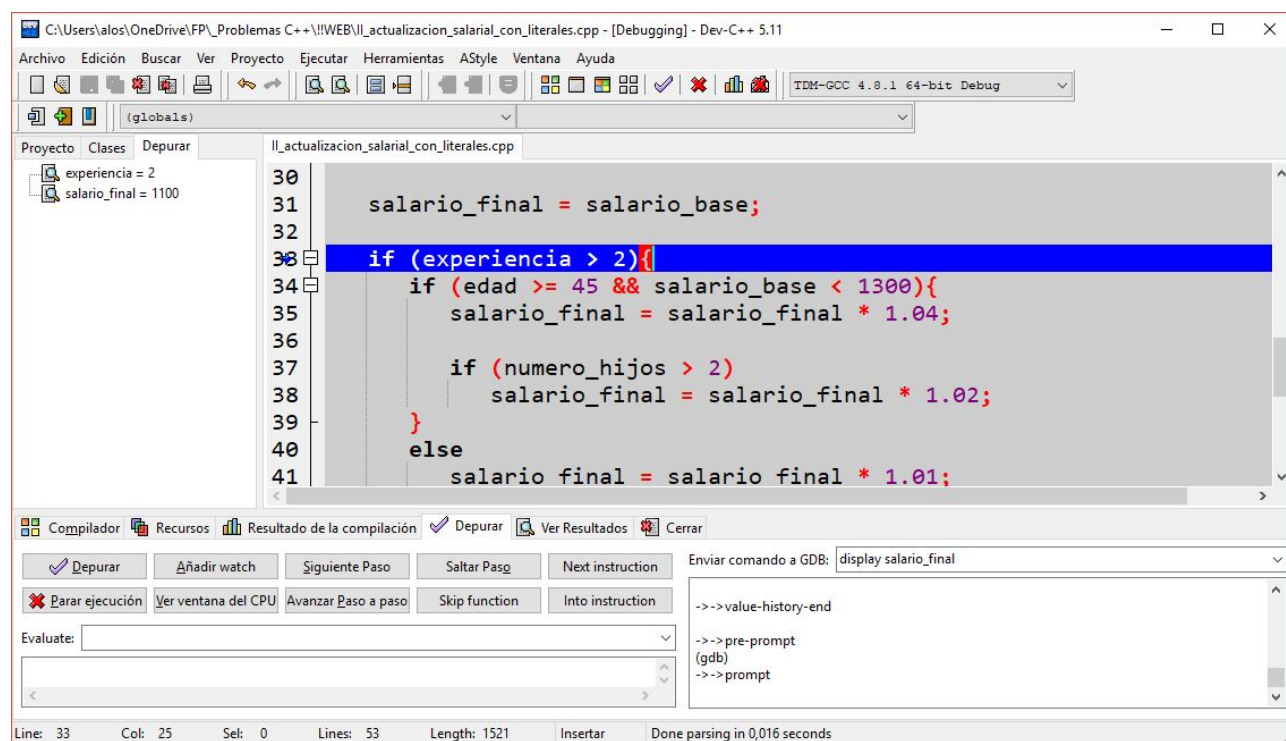 C:\Users\alos\OneDrive\FP\_Problemas C++\!!WEB\II_actualizacion_salarial_con_literales.cpp - [Debugging] - Dev-C++ 5.11
Archivo Edición Buscar Ver Proyecto Ejecutar Herramientas AStyle Ventana Ayuda
TDM-GCC 4.8.1 64-bit Debug
(globals)
Proyecto Clases Depurar
II_actualizacion_salarial_con_literales.cpp
experiencia = 2
salario_final = 1100
30
31 salario_final = salario_base;
32
33 if (experiencia > 2){
34 if (edad >= 45 && salario_base < 1300){
35 salario_final = salario_final * 1.04;
36
37 if (numero_hijos > 2)
38 salario_final = salario_final * 1.02;
39 }
40 else
41 salario_final = salario_final * 1.01;
Compilador Recursos Resultado de la compilación Depurar Ver Resultados Cerrar
Depurar Añadir watch Siguiente Paso Saltar Paso Next instruction
Parar ejecución Ver ventana del CPU Avanzar Paso a paso Skip function Into instruction
Evaluate:
Enviar comando a GDB: display salario_final
->->value-history-end
->->pre-prompt
(gdb)
->->prompt
Line: 33 Col: 25 Sel: 0 Lines: 53 Length: 1521 Insertar Done parsing in 0,016 seconds